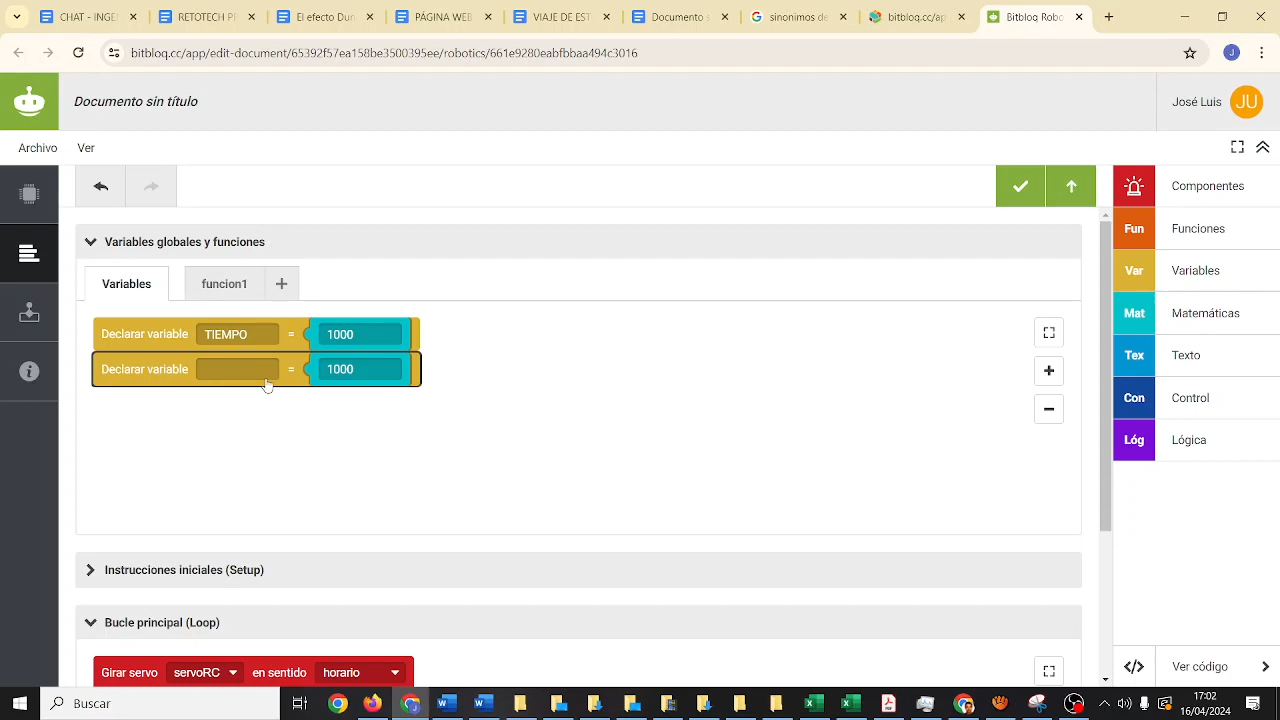 CHAT - INGE
RETOTECH PF
El efecto Dun
PÁGINA WEB
VIAJE DE EST
Documento s
sinonimos de
bitbloq.cc/ap
Bitbloq Robo
bitbloq.cc/app/edit-document/65392f57ea158be3500395ee/robotics/661e9280eabfbbaa494c3016
J
Documento sin título
José Luis
JU
Archivo
Ver
Componentes
Variables globales y funciones
Fun
Funciones
Variables
funcion1
Var
Variables
Declarar variable
TIEMPO
=
1000
Mat
Matemáticas
Declarar variable
=
1000
Tex
Texto
Con
Control
Lóg
Lógica
Instrucciones iniciales (Setup)
Bucle principal (Loop)
Girar servo
servoRC
en sentido
horario
</>
Ver código
Buscar
17:02
16/04/2024